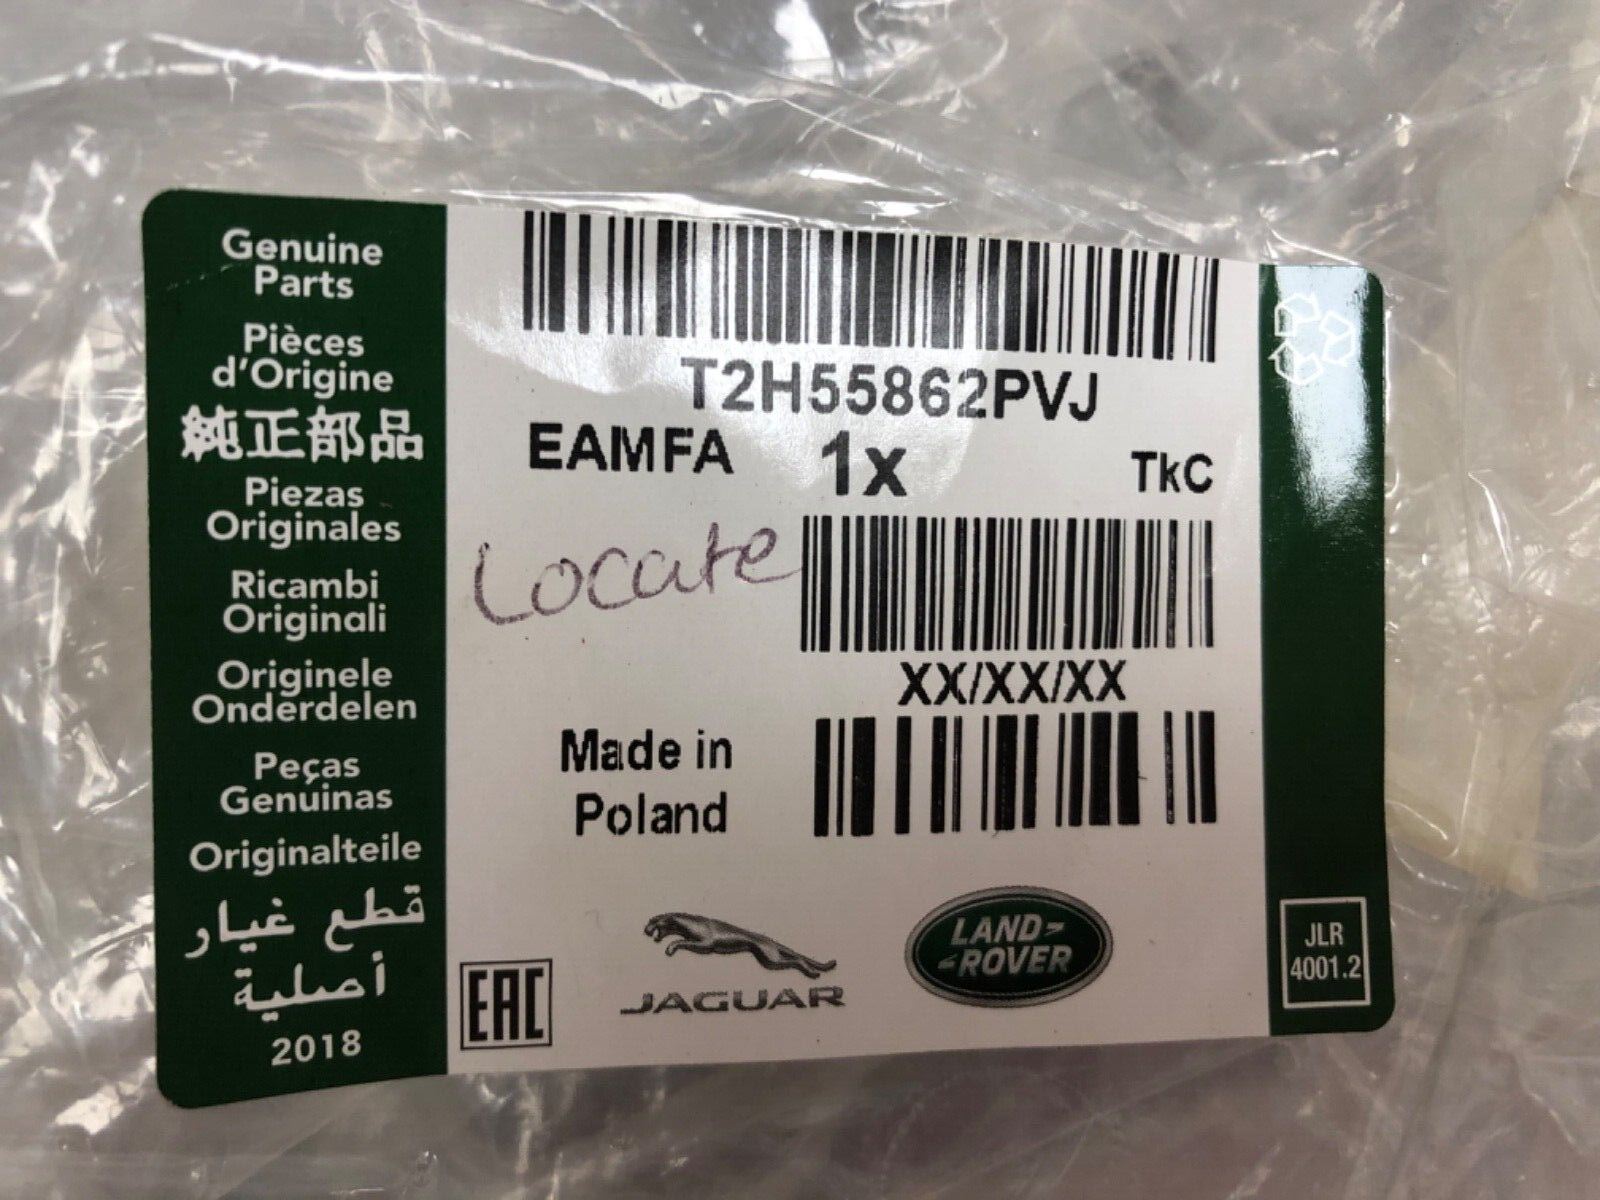 Genuine
Parts
Pièces
d'Origine
純正部品
Piezas
Originales
Ricambi
Originali
Originele
Onderdelen
Peças
Genuinas
Originalteile
قطع غيار
أصلية
2018
T2H55862PVJ
EAMFA 1x TkC
Locate
XX/XX/XX
Made in
Poland
EAC
JAGUAR
LAND-
-ROVER
JLR
4001.2